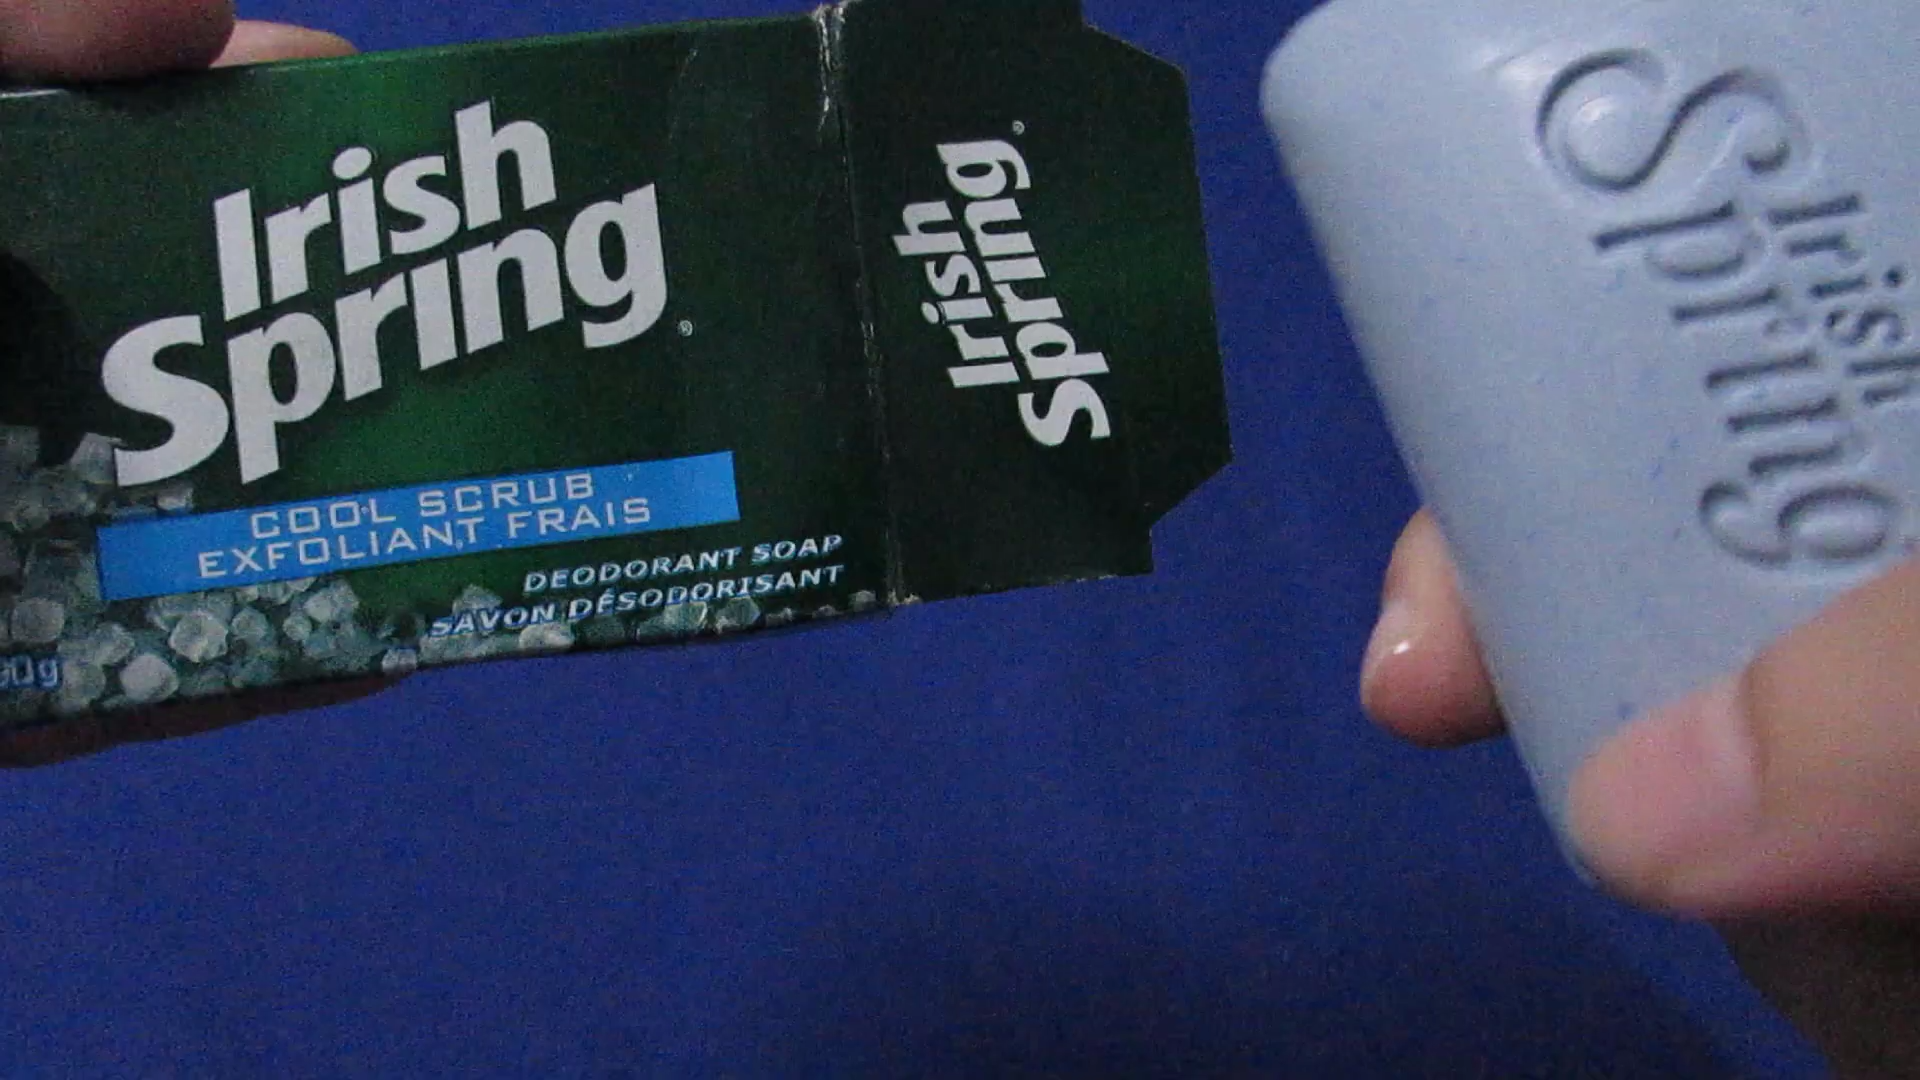 Irish
Spring®
COOL SCRUB
EXFOLIANT FRAIS
DEODORANT SOAP
SAVON DÉSODORISANT
Irish
Spring®
Irish
Spring